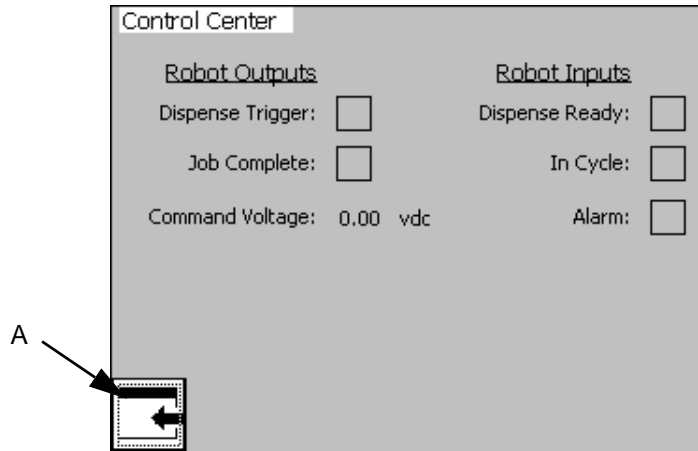 Control Center
Robot Outputs Robot Inputs
Dispense Trigger: Dispense Ready:
Job Complete: In Cycle:
Command Voltage: 0.00 vdc Alarm:
A